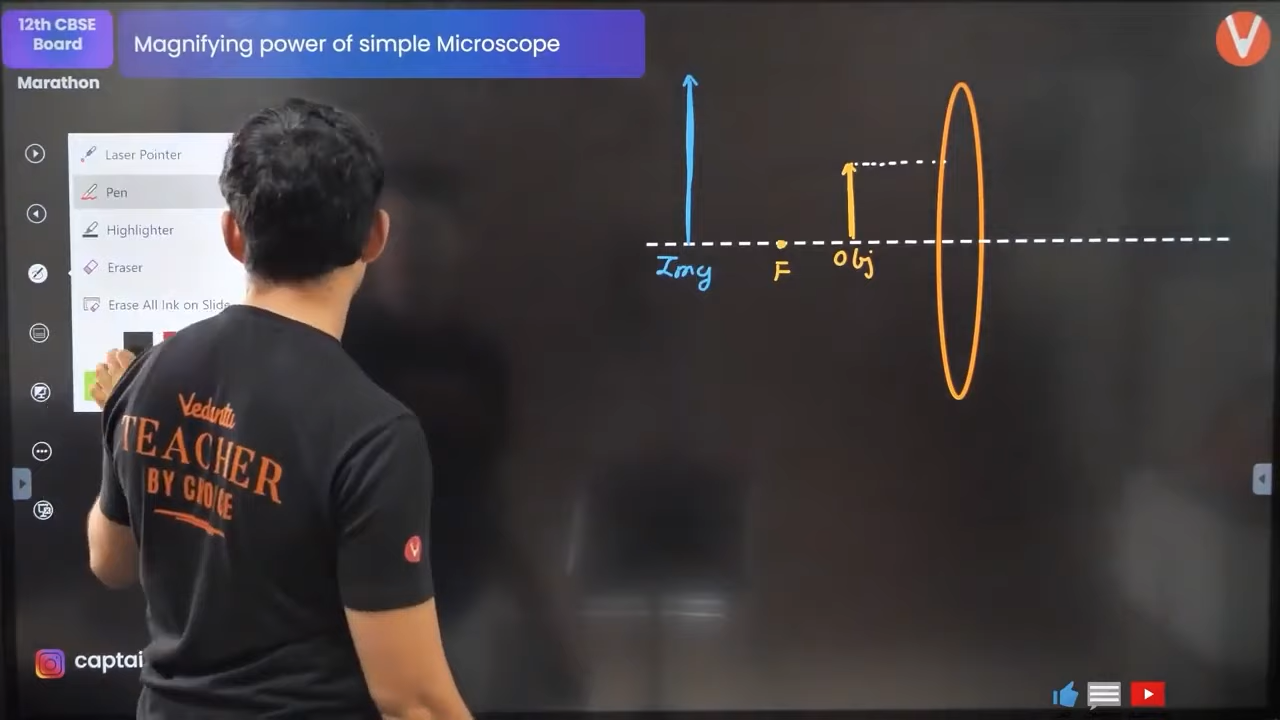 12th CBSE
Board
Marathon
Magnifying power of simple Microscope
Laser Pointer
Pen
Highlighter
Eraser
Erase All Ink on Slide
Img
F
Obj
Vedantu
TEACHER
BY CHOICE
captai